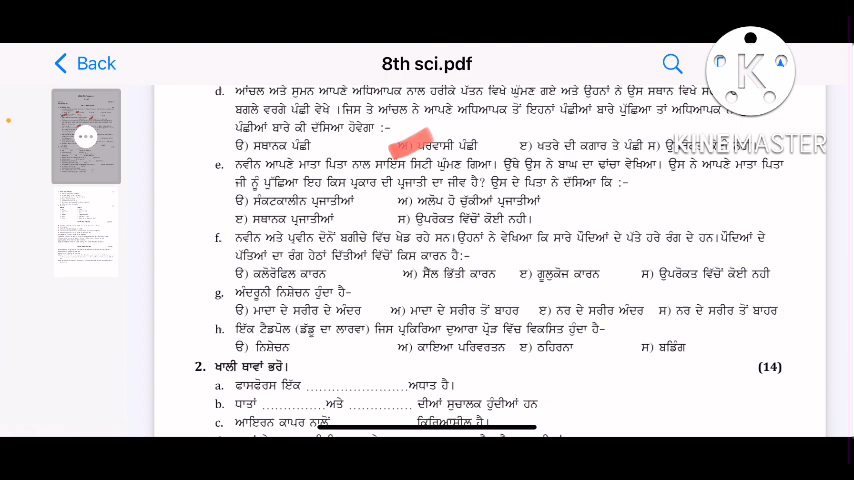 Back
8th sci.pdf
K
KINEMASTER
d. ਆਂਚਲ ਅਤੇ ਸੁਮਨ ਆਪਣੇ ਅਧਿਆਪਕ ਨਾਲ ਹਰੀਕੇ ਪੱਤਨ ਵਿਖੇ ਘੁੰਮਣ ਗਏ ਅਤੇ ਉਹਨਾਂ ਨੇ ਉਸ ਸਥਾਨ ਵਿਖੇ
ਬਗਲੇ ਵਰਗੇ ਪੰਛੀ ਵੇਖੇ ।ਜਿਸ ਤੇ ਆਂਚਲ ਨੇ ਆਪਣੇ ਅਧਿਆਪਕ ਤੋਂ ਇਹਨਾਂ ਪੰਛੀਆਂ ਬਾਰੇ ਪੁੱਛਿਆ ਤਾਂ ਅਧਿਆਪਕ
ਪੰਛੀਆਂ ਬਾਰੇ ਕੀ ਦੱਸਿਆ ਹੋਵੇਗਾ :-
ੳ) ਸਥਾਨਕ ਪੰਛੀ ਅ) ਪਰਵਾਸੀ ਪੰਛੀ ੲ) ਖਤਰੇ ਦੀ ਕਗਾਰ ਤੇ ਪੰਛੀ ਸ)
e. ਨਵੀਨ ਆਪਣੇ ਮਾਤਾ ਪਿਤਾ ਨਾਲ ਸਾਇੰਸ ਸਿਟੀ ਘੁੰਮਣ ਗਿਆ। ਉਥੇ ਉਸ ਨੇ ਬਾਘ ਦਾ ਢਾਂਚਾ ਵੇਖਿਆ। ਉਸ ਨੇ ਆਪਣੇ ਮਾਤਾ ਪਿਤਾ
ਜੀ ਨੂੰ ਪੁੱਛਿਆ ਇਹ ਕਿਸ ਪ੍ਰਕਾਰ ਦੀ ਪ੍ਰਜਾਤੀ ਦਾ ਜੀਵ ਹੈ? ਉਸ ਦੇ ਪਿਤਾ ਨੇ ਦੱਸਿਆ ਕਿ :-
ੳ) ਸੰਕਟਕਾਲੀਨ ਪ੍ਰਜਾਤੀਆਂ ਅ) ਅਲੋਪ ਹੋ ਚੁੱਕੀਆਂ ਪ੍ਰਜਾਤੀਆਂ
ੲ) ਸਥਾਨਕ ਪ੍ਰਜਾਤੀਆਂ ਸ) ਉਪਰੋਕਤ ਵਿੱਚੋਂ ਕੋਈ ਨਹੀ।
f. ਨਵੀਨ ਅਤੇ ਪ੍ਰਵੀਨ ਦੋਨੋਂ ਬਗੀਚੇ ਵਿੱਚ ਖੇਡ ਰਹੇ ਸਨ। ਉਹਨਾਂ ਨੇ ਵੇਖਿਆ ਕਿ ਸਾਰੇ ਪੌਦਿਆਂ ਦੇ ਪੱਤੇ ਹਰੇ ਰੰਗ ਦੇ ਹਨ। ਪੌਦਿਆਂ ਦੇ
ਪੱਤਿਆਂ ਦਾ ਰੰਗ ਹੇਠਾਂ ਦਿੱਤੀਆਂ ਵਿੱਚੋਂ ਕਿਸ ਕਾਰਨ ਹੈ:-
ੳ) ਕਲੋਰੋਫਿਲ ਕਾਰਨ ਅ) ਸੈੱਲ ਭਿੱਤੀ ਕਾਰਨ ੲ) ਗੂਲੂਕੋਜ ਕਾਰਨ ਸ) ਉਪਰੋਕਤ ਵਿੱਚੋਂ ਕੋਈ ਨਹੀ
g. ਅੰਦਰੂਨੀ ਨਿਸ਼ੇਚਨ ਹੁੰਦਾ ਹੈ-
ੳ) ਮਾਦਾ ਦੇ ਸਰੀਰ ਦੇ ਅੰਦਰ ਅ) ਮਾਦਾ ਦੇ ਸਰੀਰ ਤੋਂ ਬਾਹਰ ੲ) ਨਰ ਦੇ ਸਰੀਰ ਅੰਦਰ ਸ) ਨਰ ਦੇ ਸਰੀਰ ਤੋਂ ਬਾਹਰ
h. ਇੱਕ ਟੈਡਪੋਲ (ਡੱਡੂ ਦਾ ਲਾਰਵਾ) ਜਿਸ ਪ੍ਰਕਿਰਿਆ ਦੁਆਰਾ ਪ੍ਰੌੜ ਵਿੱਚ ਵਿਕਸਿਤ ਹੁੰਦਾ ਹੈ-
ੳ) ਨਿਸ਼ੇਚਨ ਅ) ਕਾਇਆ ਪਰਿਵਰਤਨ ੲ) ਠਹਿਰਨਾ ਸ) ਬਡਿੰਗ
2. ਖਾਲੀ ਥਾਵਾਂ ਭਰੋ। (14)
a. ਫਾਸਫੋਰਸ ਇੱਕ ........................ਅਧਾਤ ਹੈ।
b. ਧਾਤਾਂ ...............ਅਤੇ ............... ਦੀਆਂ ਸੁਚਾਲਕ ਹੁੰਦੀਆਂ ਹਨ
c. ਆਇਰਨ ਕਾਪਰ ਨਾਲੋਂ ਕਿਰਿਆਸ਼ੀਲ ਹੈ।